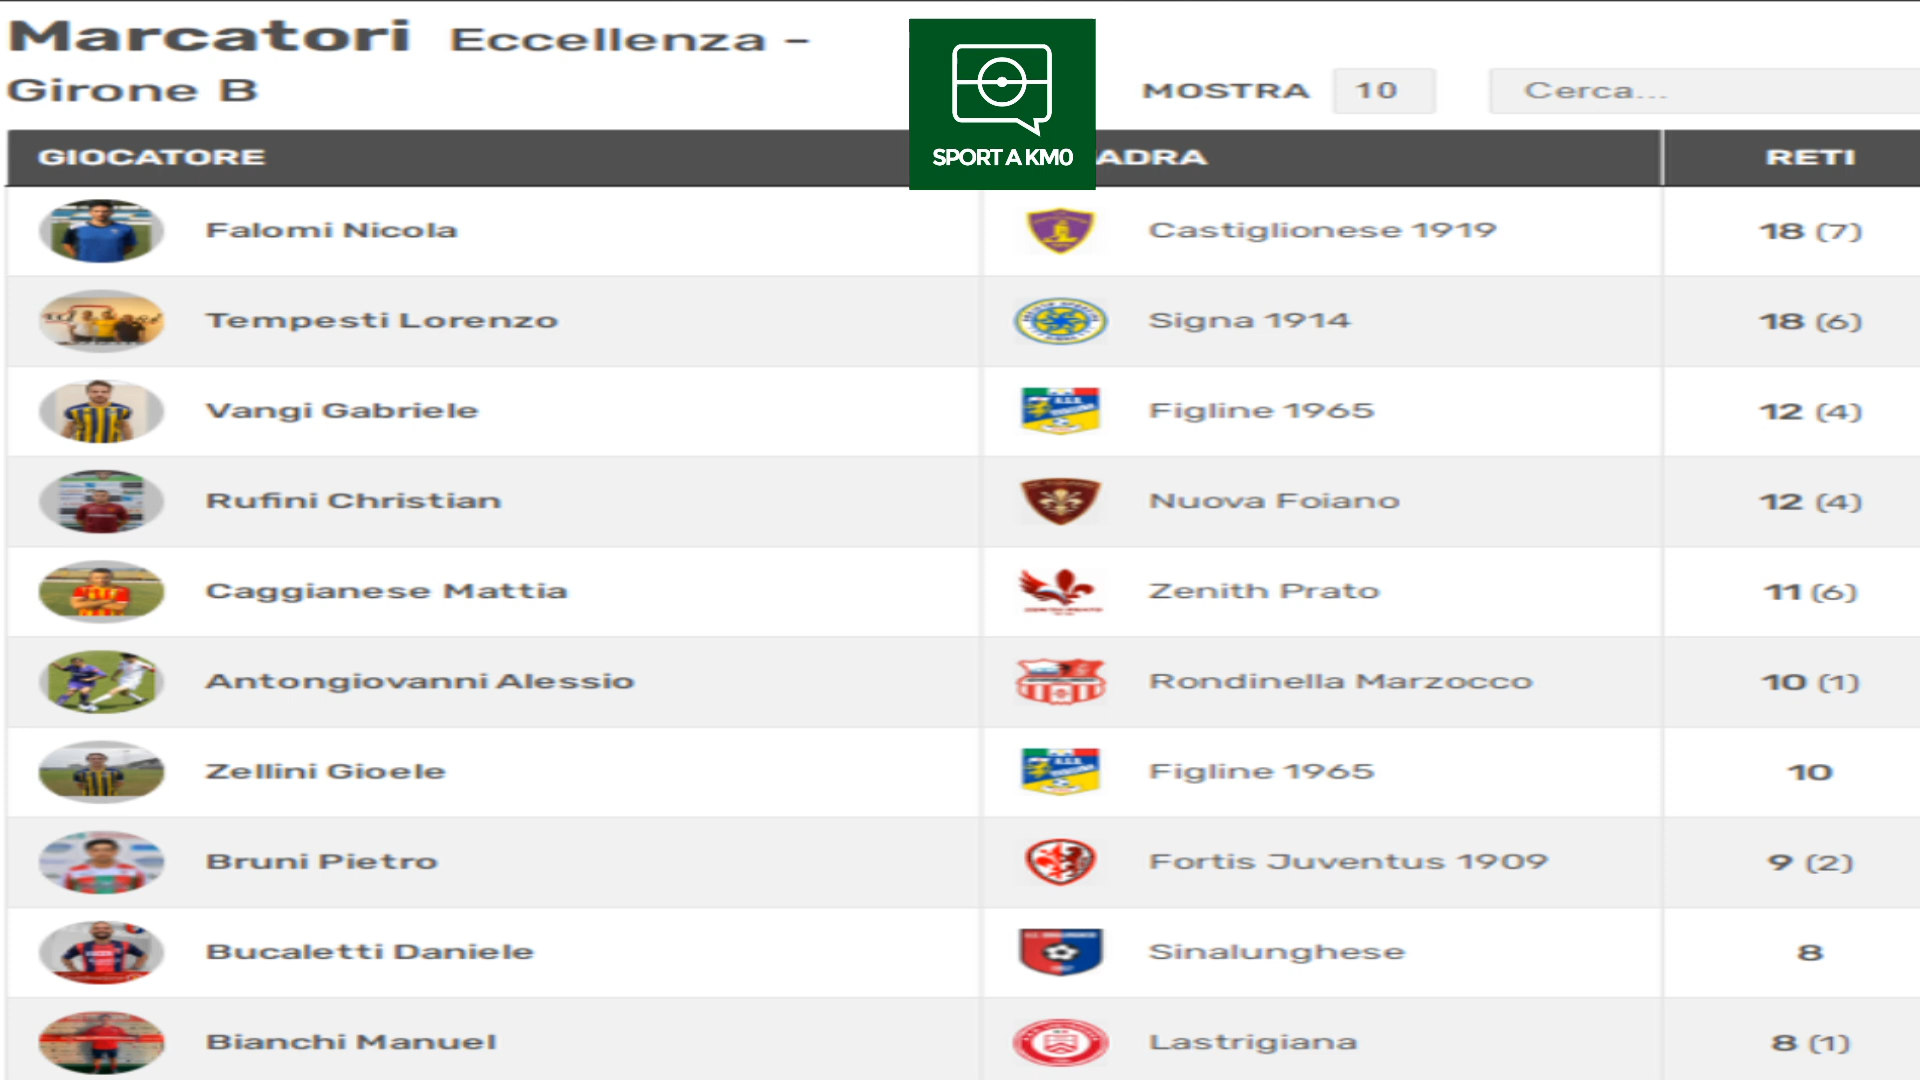 Marcatori Eccellenza -
Girone B
SPORT A KM0
MOSTRA 10 Cerca...
GIOCATORE ADRA RETI
Falomi Nicola Castiglionese 1919 18 (7)
Tempesti Lorenzo Signa 1914 18 (6)
Vangi Gabriele Figline 1965 12 (4)
Rufini Christian Nuova Foiano 12 (4)
Caggianese Mattia Zenith Prato 11 (6)
Antongiovanni Alessio Rondinella Marzocco 10 (1)
Zellini Gioele Figline 1965 10
Bruni Pietro Fortis Juventus 1909 9 (2)
Bucaletti Daniele Sinalunghese 8
Bianchi Manuel Lastrigiana 8 (1)